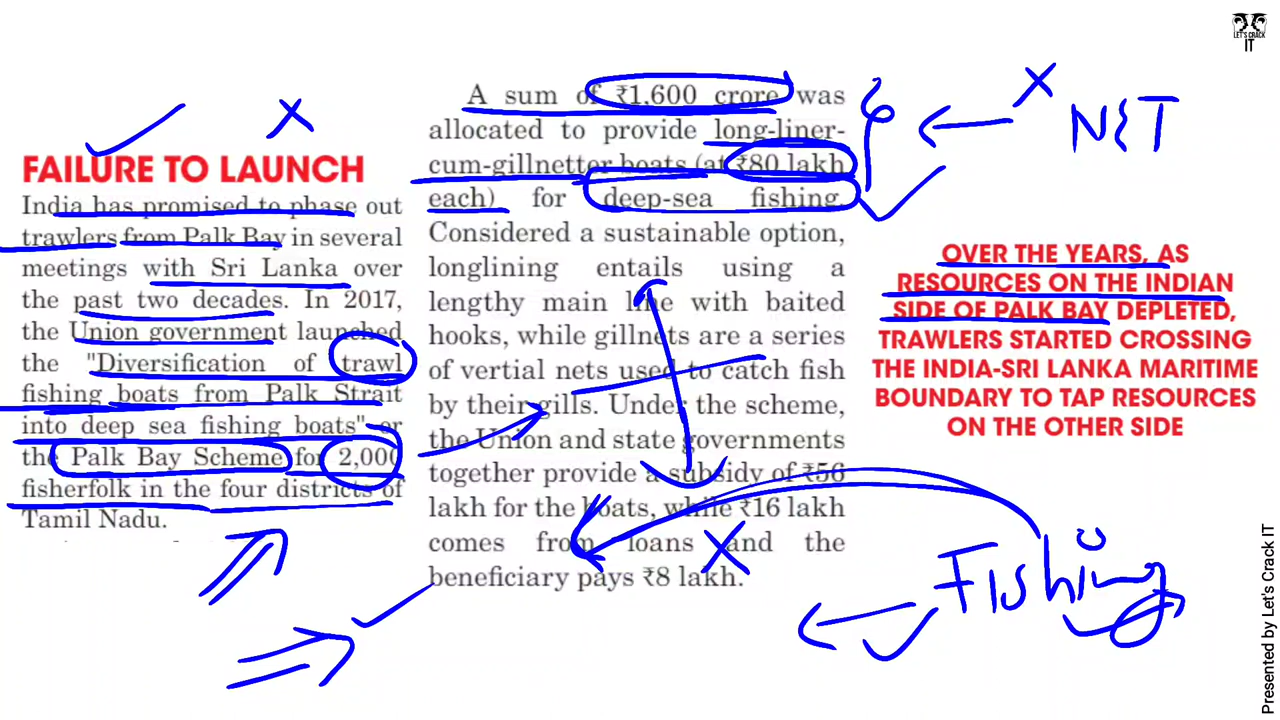 LET'S CRACK
IT
FAILURE TO LAUNCH
India has promised to phase out
trawlers from Palk Bay in several
meetings with Sri Lanka over
the past two decades. In 2017,
the Union government launched
the "Diversification of trawl
fishing boats from Palk Strait
into deep sea fishing boats" or
the Palk Bay Scheme for 2,000
fisherfolk in the four districts of
Tamil Nadu.
A sum of ₹1,600 crore was
allocated to provide long-liner-
cum-gillnetter boats (at ₹80 lakh
each) for deep-sea fishing.
Considered a sustainable option,
longlining entails using a
lengthy main line with baited
hooks, while gillnets are a series
of vertial nets used to catch fish
by their gills. Under the scheme,
the Union and state governments
together provide a subsidy of ₹56
lakh for the boats, while ₹16 lakh
comes from loans and the
beneficiary pays ₹8 lakh.
NET
OVER THE YEARS, AS
RESOURCES ON THE INDIAN
SIDE OF PALK BAY DEPLETED,
TRAWLERS STARTED CROSSING
THE INDIA-SRI LANKA MARITIME
BOUNDARY TO TAP RESOURCES
ON THE OTHER SIDE
Fishing
Presented by Let's Crack IT